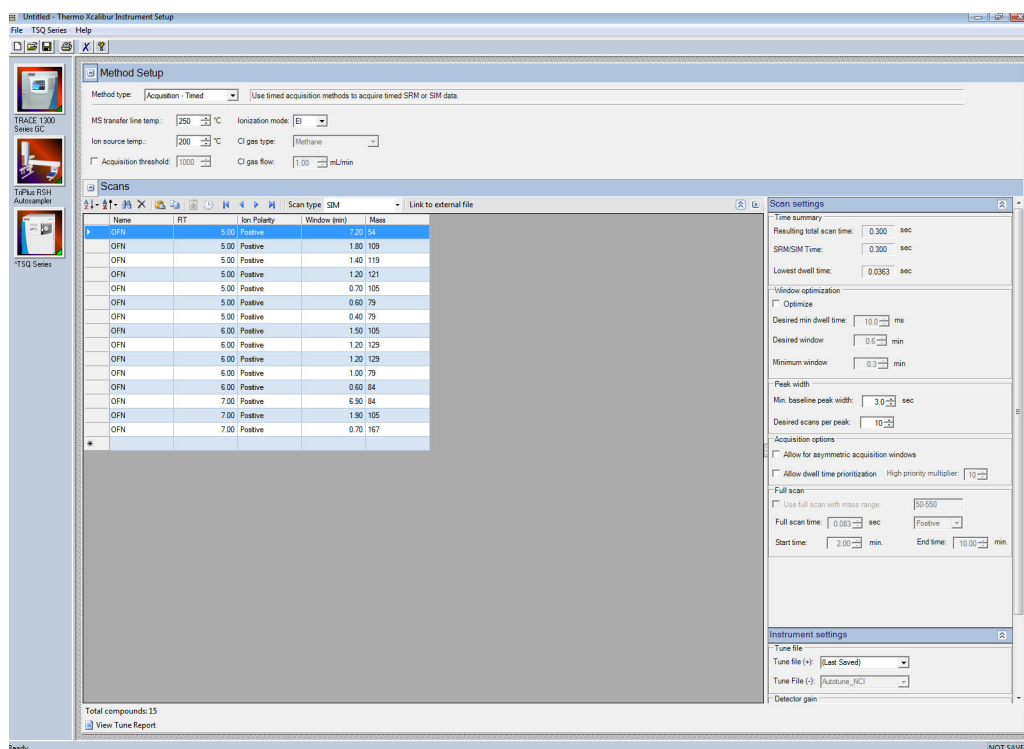 Untitled - Thermo Xcalibur Instrument Setup
File TSQ Series Help
TRACE 1300
Series GC
TriPlus RSH
Autosampler
*TSQ Series
Method Setup
Method type: Acquisition - Timed Use timed acquisition methods to acquire timed SRM or SIM data.
MS transfer line temp.: 250 °C Ionization mode: EI
Ion source temp.: 200 °C CI gas type: Methane
Acquisition threshold: 1000 CI gas flow: 1.00 mL/min
Scans
Scan type SIM Link to external file
Name RT Ion Polarity Window (min) Mass
OFN 5.00 Positive 7.20 54
OFN 5.00 Positive 1.80 109
OFN 5.00 Positive 1.40 119
OFN 5.00 Positive 1.20 121
OFN 5.00 Positive 0.70 105
OFN 5.00 Positive 0.60 79
OFN 5.00 Positive 0.40 79
OFN 6.00 Positive 1.50 105
OFN 6.00 Positive 1.20 129
OFN 6.00 Positive 1.20 129
OFN 6.00 Positive 1.00 79
OFN 6.00 Positive 0.60 84
OFN 7.00 Positive 6.90 84
OFN 7.00 Positive 1.90 105
OFN 7.00 Positive 0.70 167
Total compounds: 15
View Tune Report
Scan settings
Time summary
Resulting total scan time: 0.300 sec
SRM/SIM Time: 0.300 sec
Lowest dwell time: 0.0363 sec
Window optimization
Optimize
Desired min dwell time: 10.0 ms
Desired window 0.6 min
Minimum window 0.3 min
Peak width
Min. baseline peak width: 3.0 sec
Desired scans per peak: 10
Acquisition options
Allow for asymmetric acquisition windows
Allow dwell time prioritization High priority multiplier: 10
Full scan
Use full scan with mass range: 50-550
Full scan time: 0.083 sec Positive
Start time: 2.00 min. End time: 10.00 min.
Instrument settings
Tune file
Tune file (+): (Last Saved)
Tune File (-): Autotune_NCI
Detector gain
Ready
NOT SAVE